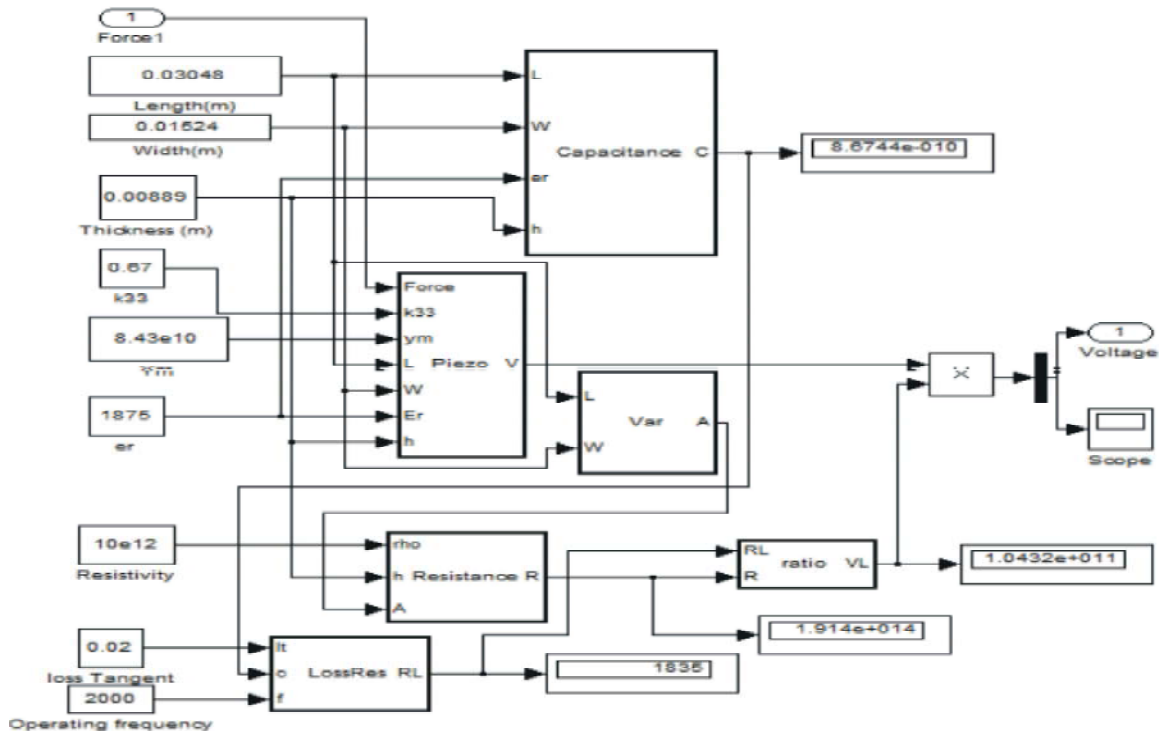 1
Force1
0.03048
Length(m)
0.01524
Width(m)
0.00889
Thickness (m)
0.67
k33
8.43e10
Ym
1875
er
L
W
er
h
Capacitance C
8.6744e-010
Force
k33
ym
L Piezo V
W
Er
h
L
Var A
W
X
1
Voltage
Scope
10e12
Resistivity
rho
h Resistance R
A
RL
ratio VL
R
1.0432e+011
1.914e+014
0.02
loss Tangent
2000
Operating frequency
lt
c LossRes RL
f
1835